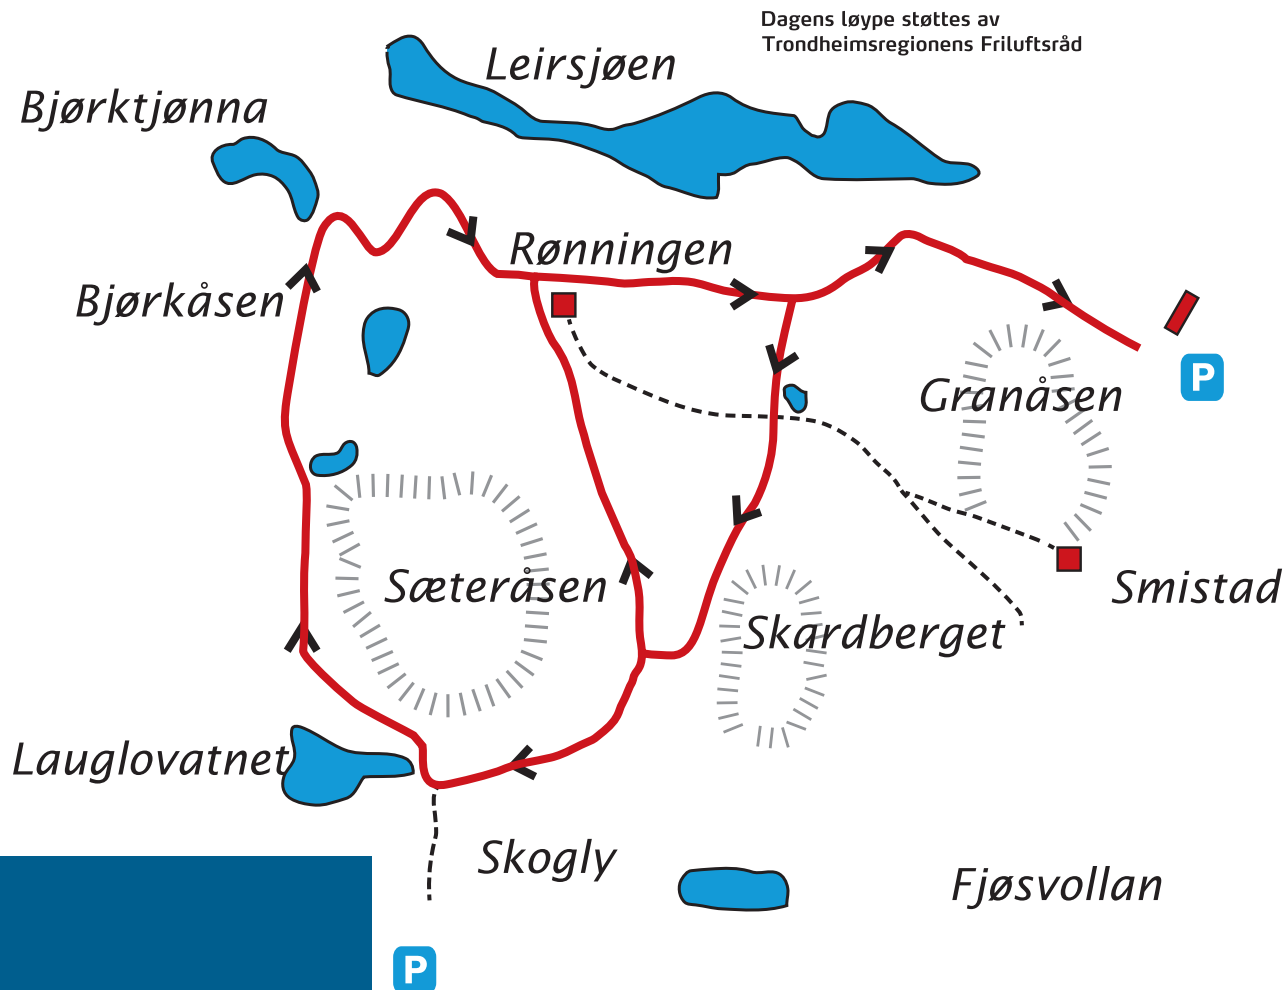 Dagens løype støttes av
Trondheimsregionens Friluftsråd
Leirsjøen
Bjørktjønna
Rønningen
Bjørkåsen
Granåsen
P
Sæteråsen
Smistad
Skardberget
Lauglovatnet
Skogly
Fjøsvollan
P